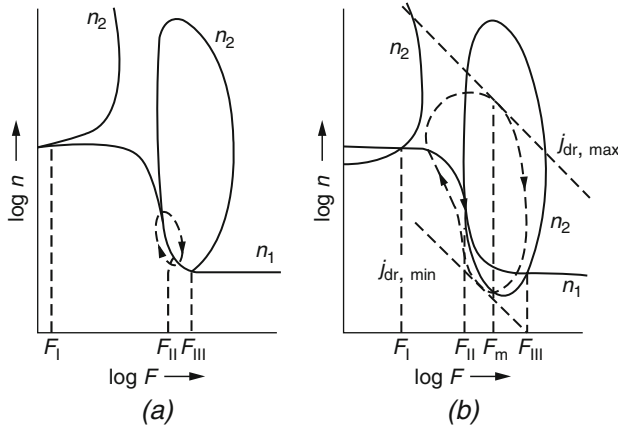 n₂
n₂
log n
n₁
F_I
F_II
F_III
log F
(a)
n₂
j_dr, max
log n
n₂
j_dr, min
n₁
F_I
F_II
F_m
F_III
log F
(b)